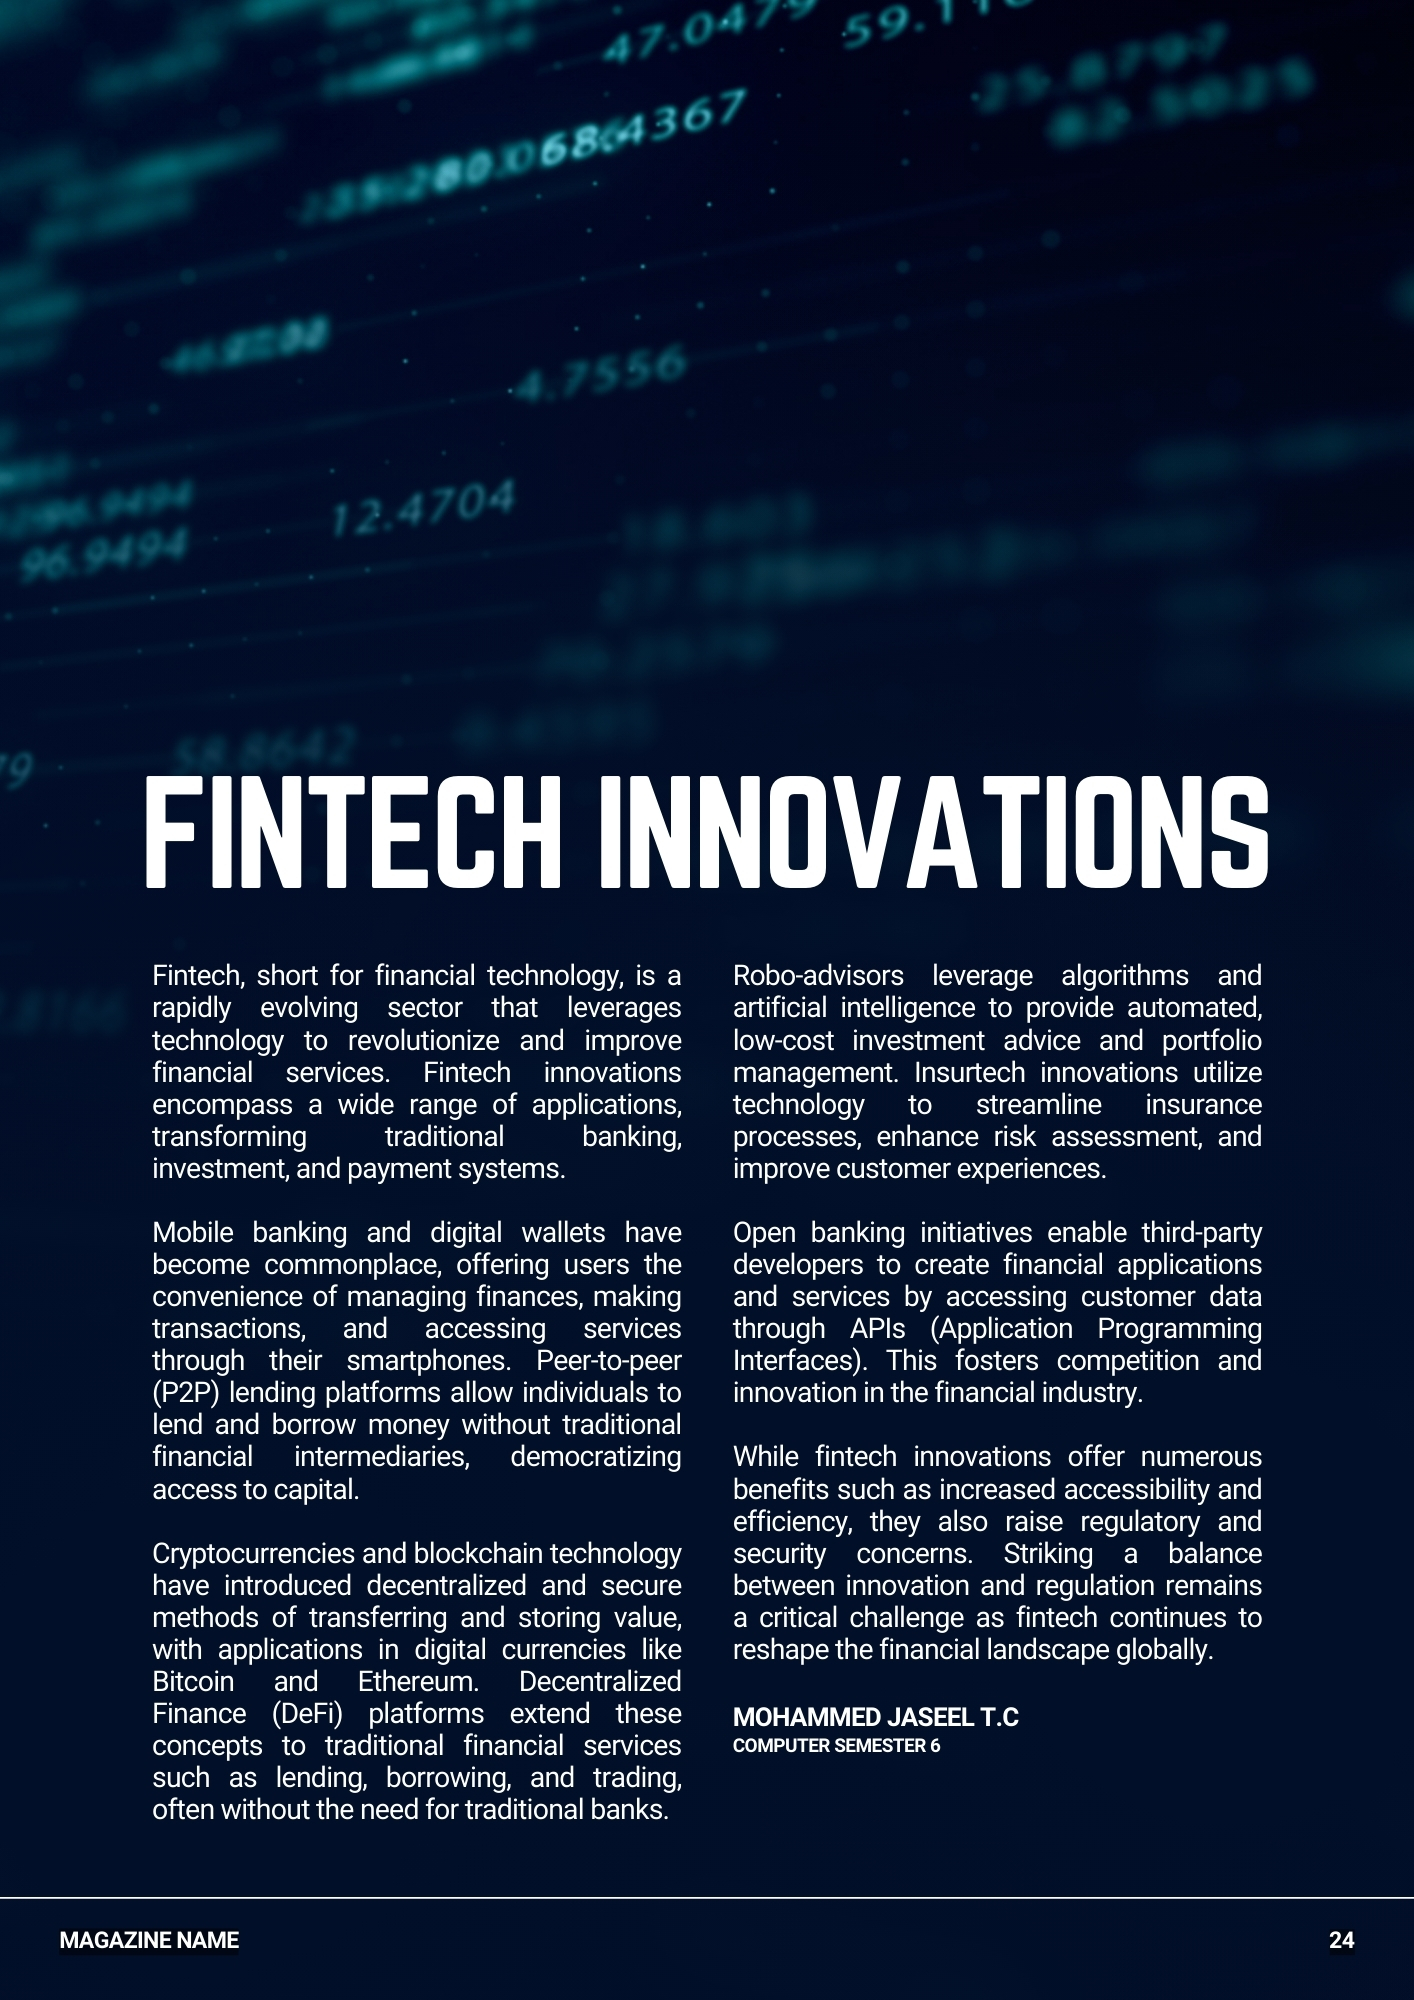 47.0479
68.4367
25.8797
82.5025
4.7556
12.4704
96.9494
96.9494
58.8642
FINTECH INNOVATIONS
Fintech, short for financial technology, is a
rapidly evolving sector that leverages
technology to revolutionize and improve
financial services. Fintech innovations
encompass a wide range of applications,
transforming traditional banking,
investment, and payment systems.
Mobile banking and digital wallets have
become commonplace, offering users the
convenience of managing finances, making
transactions, and accessing services
through their smartphones. Peer-to-peer
(P2P) lending platforms allow individuals to
lend and borrow money without traditional
financial intermediaries, democratizing
access to capital.
Cryptocurrencies and blockchain technology
have introduced decentralized and secure
methods of transferring and storing value,
with applications in digital currencies like
Bitcoin and Ethereum. Decentralized
Finance (DeFi) platforms extend these
concepts to traditional financial services
such as lending, borrowing, and trading,
often without the need for traditional banks.
Robo-advisors leverage algorithms and
artificial intelligence to provide automated,
low-cost investment advice and portfolio
management. Insurtech innovations utilize
technology to streamline insurance
processes, enhance risk assessment, and
improve customer experiences.
Open banking initiatives enable third-party
developers to create financial applications
and services by accessing customer data
through APIs (Application Programming
Interfaces). This fosters competition and
innovation in the financial industry.
While fintech innovations offer numerous
benefits such as increased accessibility and
efficiency, they also raise regulatory and
security concerns. Striking a balance
between innovation and regulation remains
a critical challenge as fintech continues to
reshape the financial landscape globally.
MOHAMMED JASEEL T.C
COMPUTER SEMESTER 6
MAGAZINE NAME
24